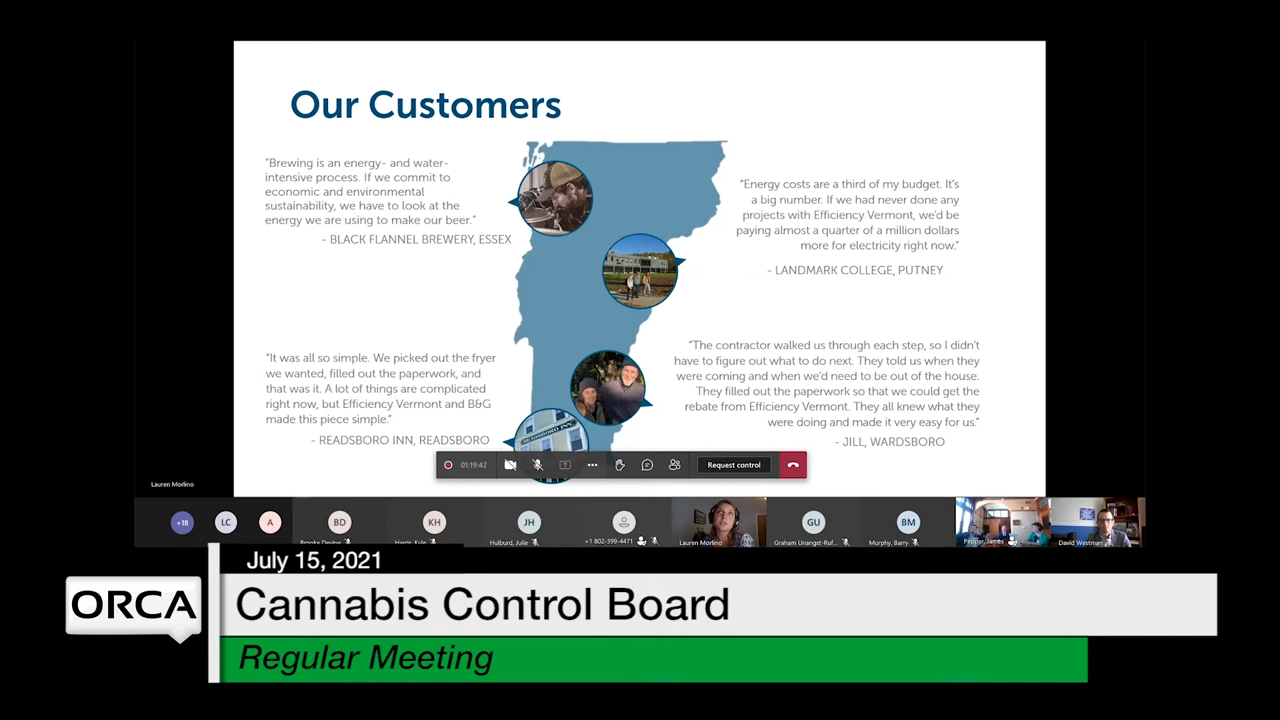 Our Customers
"Brewing is an energy- and water-
intensive process. If we commit to
economic and environmental
sustainability, we have to look at the
energy we are using to make our beer."
- BLACK FLANNEL BREWERY, ESSEX
"Energy costs are a third of my budget. It's
a big number. If we had never done any
projects with Efficiency Vermont, we'd be
paying almost a quarter of a million dollars
more for electricity right now."
- LANDMARK COLLEGE, PUTNEY
"It was all so simple. We picked out the fryer
we wanted, filled out the paperwork, and
that was it. A lot of things are complicated
right now, but Efficiency Vermont and B&G
made this piece simple."
- READSBORO INN, READSBORO
"The contractor walked us through each step, so I didn't
have to figure out what to do next. They told us when they
were coming and when we'd need to be out of the house.
They filled out the paperwork so that we could get the
rebate from Efficiency Vermont. They all knew what they
were doing and made it very easy for us."
- JILL, WARDSBORO
READSBORO INN
01:19:42
Request control
Lauren Morlino
+18
LC
A
BD
KH
JH
GU
BM
Brooke Devine
Harris, Kyle
Hulburd, Julie
+1 802-399-4471
Lauren Morlino
Graham Unangst-Ruf...
Murphy, Barry
Pepper, James
David Westman
July 15, 2021
ORCA
Cannabis Control Board
Regular Meeting